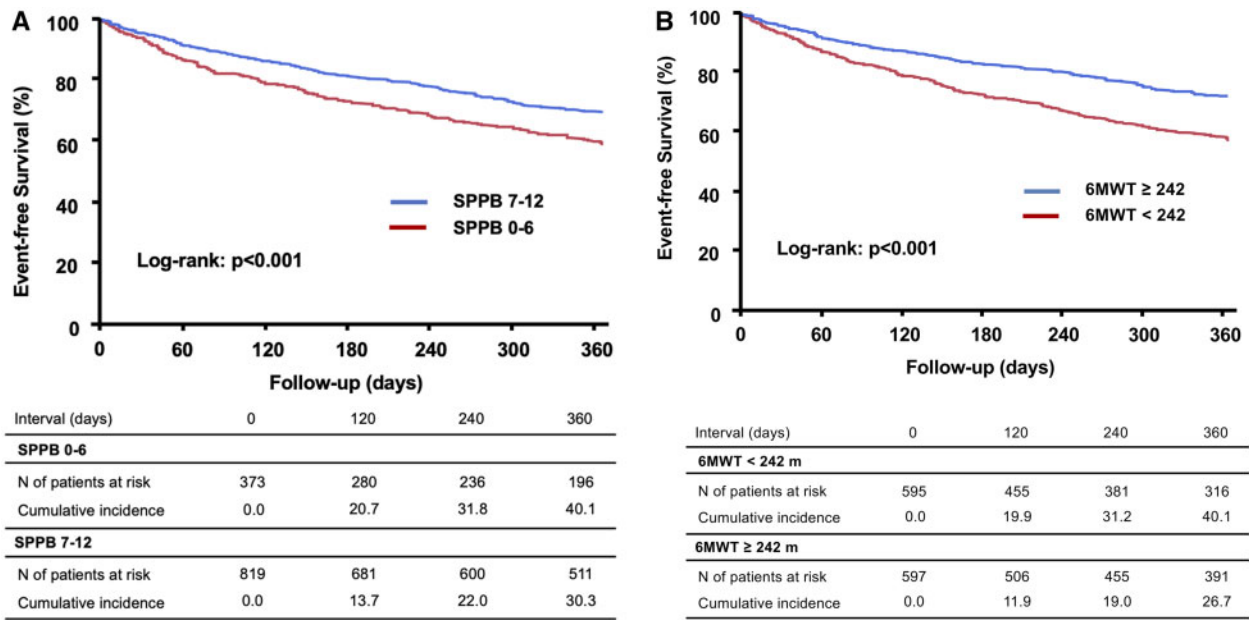 A
Event-free Survival (%)
100
80
60
40
20
0
SPPB 7-12
SPPB 0-6
Log-rank: p<0.001
0 60 120 180 240 300 360
Follow-up (days)
Interval (days) 0 120 240 360
SPPB 0-6
N of patients at risk 373 280 236 196
Cumulative incidence 0.0 20.7 31.8 40.1
SPPB 7-12
N of patients at risk 819 681 600 511
Cumulative incidence 0.0 13.7 22.0 30.3
B
Event-free Survival (%)
100
80
60
40
20
0
6MWT ≥ 242
6MWT < 242
Log-rank: p<0.001
0 60 120 180 240 300 360
Follow-up (days)
Interval (days) 0 120 240 360
6MWT < 242 m
N of patients at risk 595 455 381 316
Cumulative incidence 0.0 19.9 31.2 40.1
6MWT ≥ 242 m
N of patients at risk 597 506 455 391
Cumulative incidence 0.0 11.9 19.0 26.7